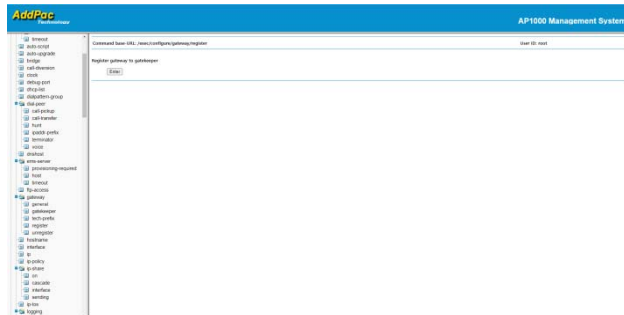 AddPac
Technology
AP1000 Management System
timeout
auto-script
auto-upgrade
bridge
call-diversion
clock
debug-port
dhcp-list
dialpattern-group
dial-peer
call-pickup
call-transfer
hunt
ipaddr-prefix
terminator
voice
dnshost
ems-server
provisioning-required
host
timeout
ftp-access
gateway
general
gatekeeper
tech-prefix
register
unregister
hostname
interface
ip
ip-policy
ip-share
on
cascade
interface
sending
logging
Command base-URL: /exec/configure/gateway/register
User ID: root
Register gateway to gatekeeper
Enter